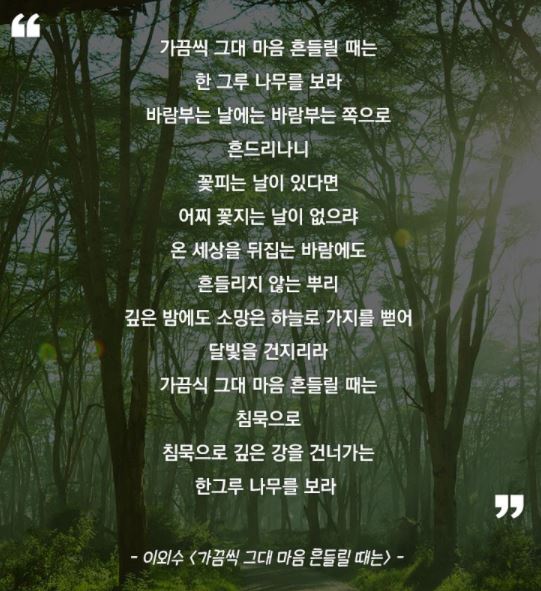 “
가끔씩 그대 마음 흔들릴 때는
한 그루 나무를 보라
바람부는 날에는 바람부는 쪽으로
흔드리나니
꽃피는 날이 있다면
어찌 꽃지는 날이 없으랴
온 세상을 뒤집는 바람에도
흔들리지 않는 뿌리
깊은 밤에도 소망은 하늘로 가지를 뻗어
달빛을 건지리라
가끔식 그대 마음 흔들릴 때는
침묵으로
침묵으로 깊은 강을 건너가는
한그루 나무를 보라
”
- 이외수 <가끔씩 그대 마음 흔들릴 때는> -